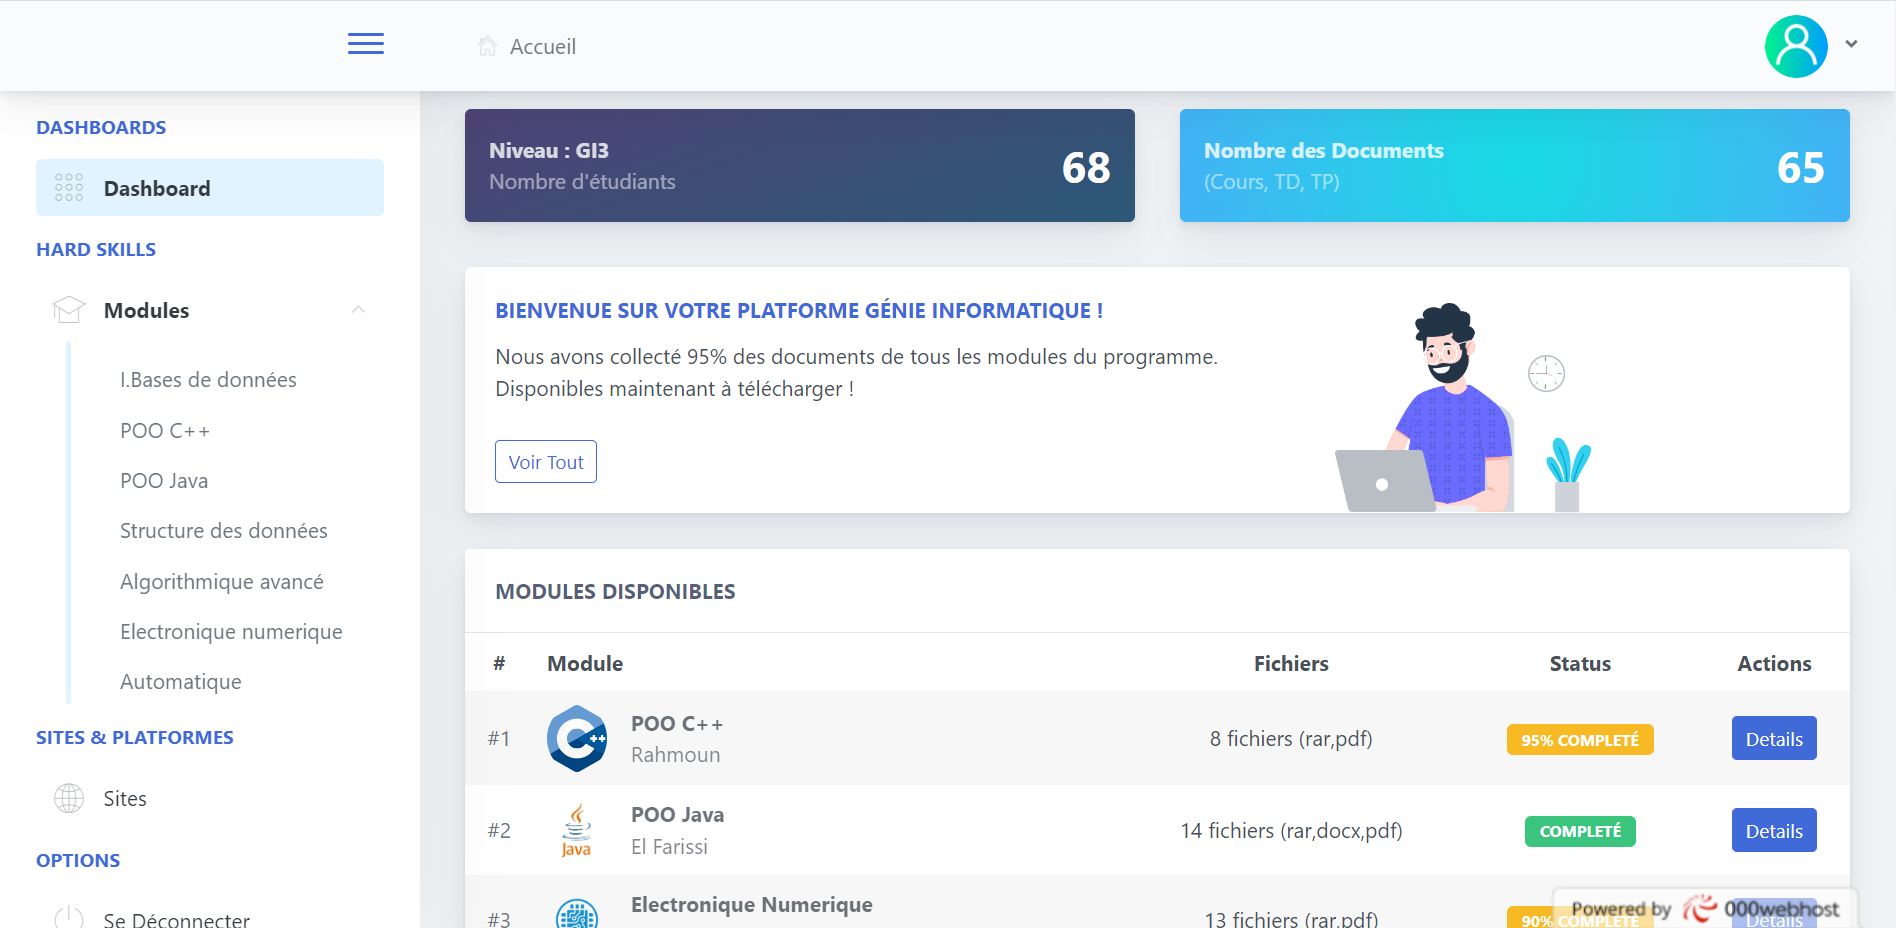 Accueil
DASHBOARDS
Dashboard
HARD SKILLS
Modules
I.Bases de données
POO C++
POO Java
Structure des données
Algorithmique avancé
Electronique numerique
Automatique
SITES & PLATFORMES
Sites
OPTIONS
Se Déconnecter
Niveau : GI3
Nombre d'étudiants
68
Nombre des Documents
(Cours, TD, TP)
65
BIENVENUE SUR VOTRE PLATFORME GÉNIE INFORMATIQUE !
Nous avons collecté 95% des documents de tous les modules du programme.
Disponibles maintenant à télécharger !
Voir Tout
MODULES DISPONIBLES
# Module Fichiers Status Actions
#1 POO C++ 8 fichiers (rar,pdf) 95% COMPLETÉ Details
Rahmoun
#2 POO Java 14 fichiers (rar,docx,pdf) COMPLETÉ Details
El Farissi
Java
#3 Electronique Numerique 13 fichiers (rar,pdf) 90% COMPLETÉ Details
Powered by 000webhost